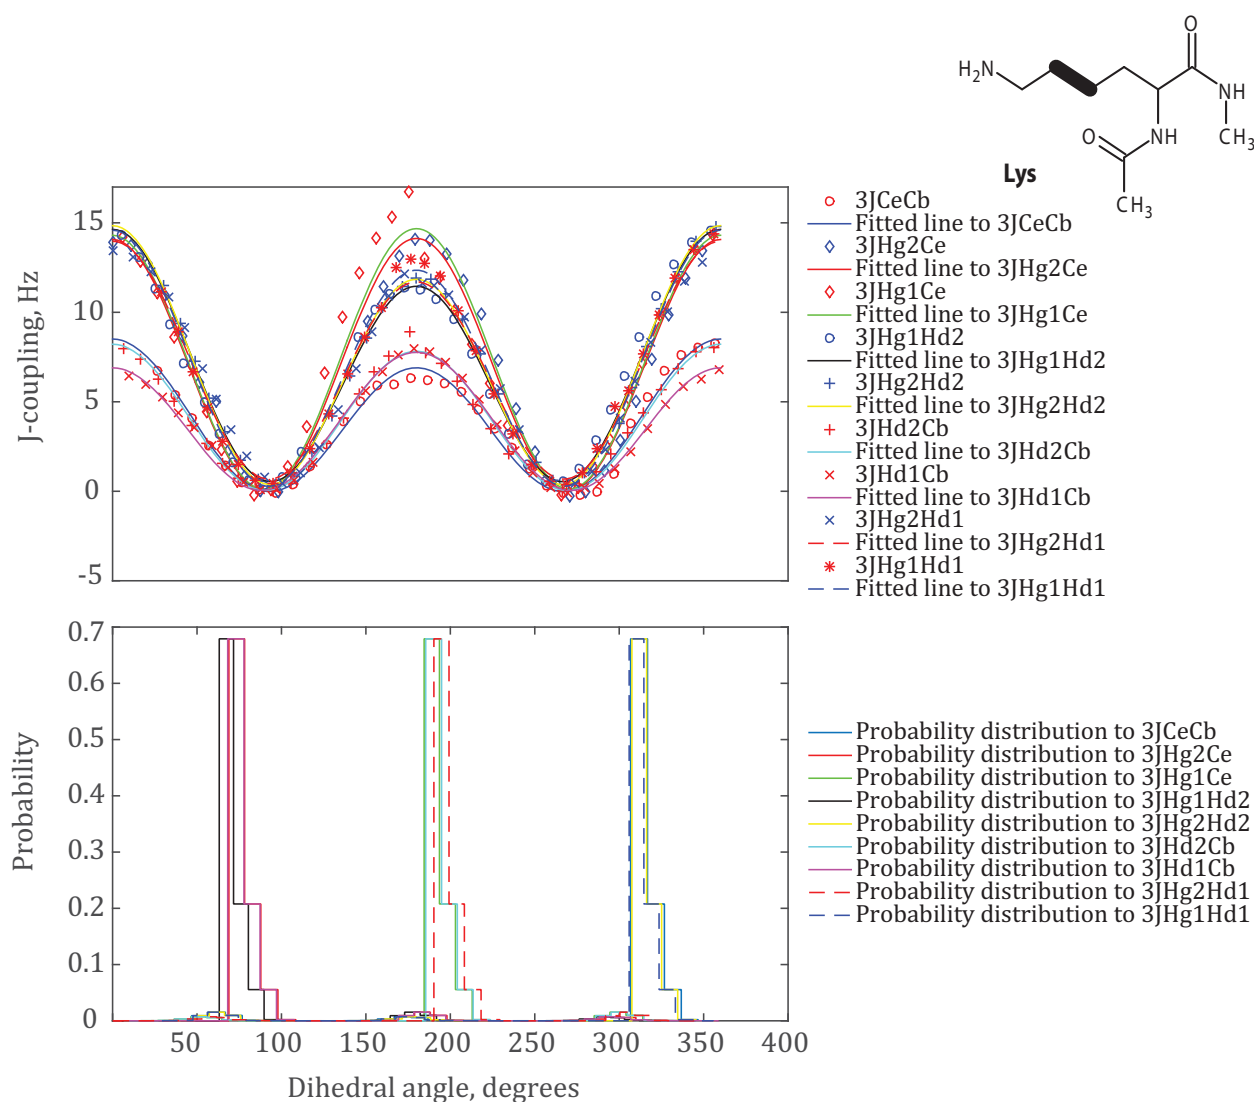 O
H₂N
NH
O
NH
CH₃
Lys
CH₃
J-coupling, Hz
15
10
5
0
-5
3JCeCb
Fitted line to 3JCeCb
3JHg2Ce
Fitted line to 3JHg2Ce
3JHg1Ce
Fitted line to 3JHg1Ce
3JHg1Hd2
Fitted line to 3JHg1Hd2
3JHg2Hd2
Fitted line to 3JHg2Hd2
3JHd2Cb
Fitted line to 3JHd2Cb
3JHd1Cb
Fitted line to 3JHd1Cb
3JHg2Hd1
Fitted line to 3JHg2Hd1
3JHg1Hd1
Fitted line to 3JHg1Hd1
Probability
0.7
0.6
0.5
0.4
0.3
0.2
0.1
0
50 100 150 200 250 300 350 400
Dihedral angle, degrees
Probability distribution to 3JCeCb
Probability distribution to 3JHg2Ce
Probability distribution to 3JHg1Ce
Probability distribution to 3JHg1Hd2
Probability distribution to 3JHg2Hd2
Probability distribution to 3JHd2Cb
Probability distribution to 3JHd1Cb
Probability distribution to 3JHg2Hd1
Probability distribution to 3JHg1Hd1